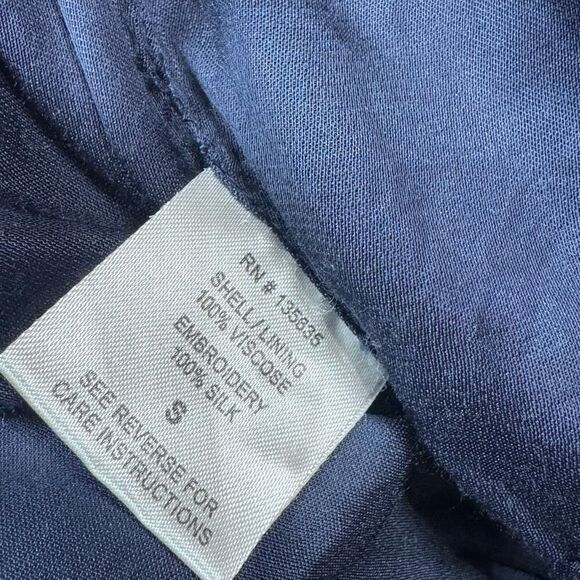 RN # 135635
SHELL/LINING
100% VISCOSE
EMBROIDERY
100% SILK
S
SEE REVERSE FOR
CARE INSTRUCTIONS